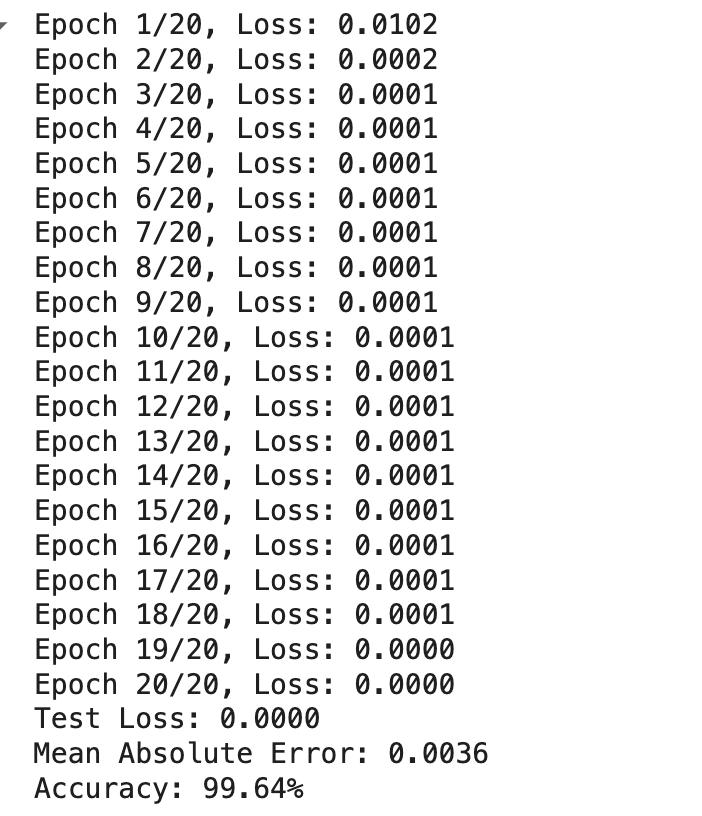 Epoch 1/20, Loss: 0.0102
Epoch 2/20, Loss: 0.0002
Epoch 3/20, Loss: 0.0001
Epoch 4/20, Loss: 0.0001
Epoch 5/20, Loss: 0.0001
Epoch 6/20, Loss: 0.0001
Epoch 7/20, Loss: 0.0001
Epoch 8/20, Loss: 0.0001
Epoch 9/20, Loss: 0.0001
Epoch 10/20, Loss: 0.0001
Epoch 11/20, Loss: 0.0001
Epoch 12/20, Loss: 0.0001
Epoch 13/20, Loss: 0.0001
Epoch 14/20, Loss: 0.0001
Epoch 15/20, Loss: 0.0001
Epoch 16/20, Loss: 0.0001
Epoch 17/20, Loss: 0.0001
Epoch 18/20, Loss: 0.0001
Epoch 19/20, Loss: 0.0000
Epoch 20/20, Loss: 0.0000
Test Loss: 0.0000
Mean Absolute Error: 0.0036
Accuracy: 99.64%